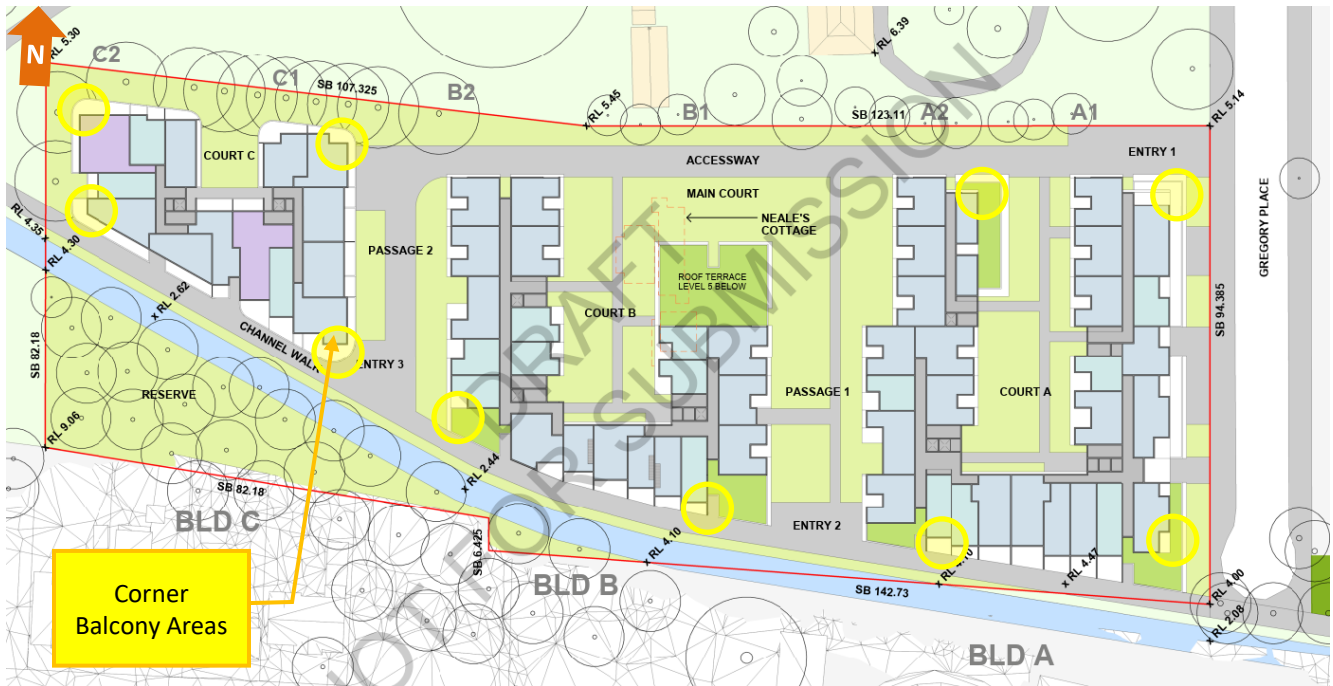 N
x RL 5.30
C2
C1
SB 107.325
B2
x RL 5.45
B1
x RL 6.39
SB 123.11
A2
A1
x RL 5.14
COURT C
ACCESSWAY
ENTRY 1
MAIN COURT
NEALE'S
COTTAGE
GREGORY PLACE
RL 4.35
x RL 4.30
PASSAGE 2
ROOF TERRACE
LEVEL 5 BELOW
x RL 2.62
COURT B
CHANNEL WALK
SB 94.385
SB 82.18
ENTRY 3
RESERVE
PASSAGE 1
COURT A
x RL 9.06
x RL 2.44
SB 82.18
BLD C
SB 6.425
ENTRY 2
x RL 4.10
BLD B
x RL 4.10
x RL 4.47
SB 142.73
x RL 4.00
x RL 2.08
BLD A
Corner
Balcony Areas
DRAFT
NOT FOR SUBMISSION